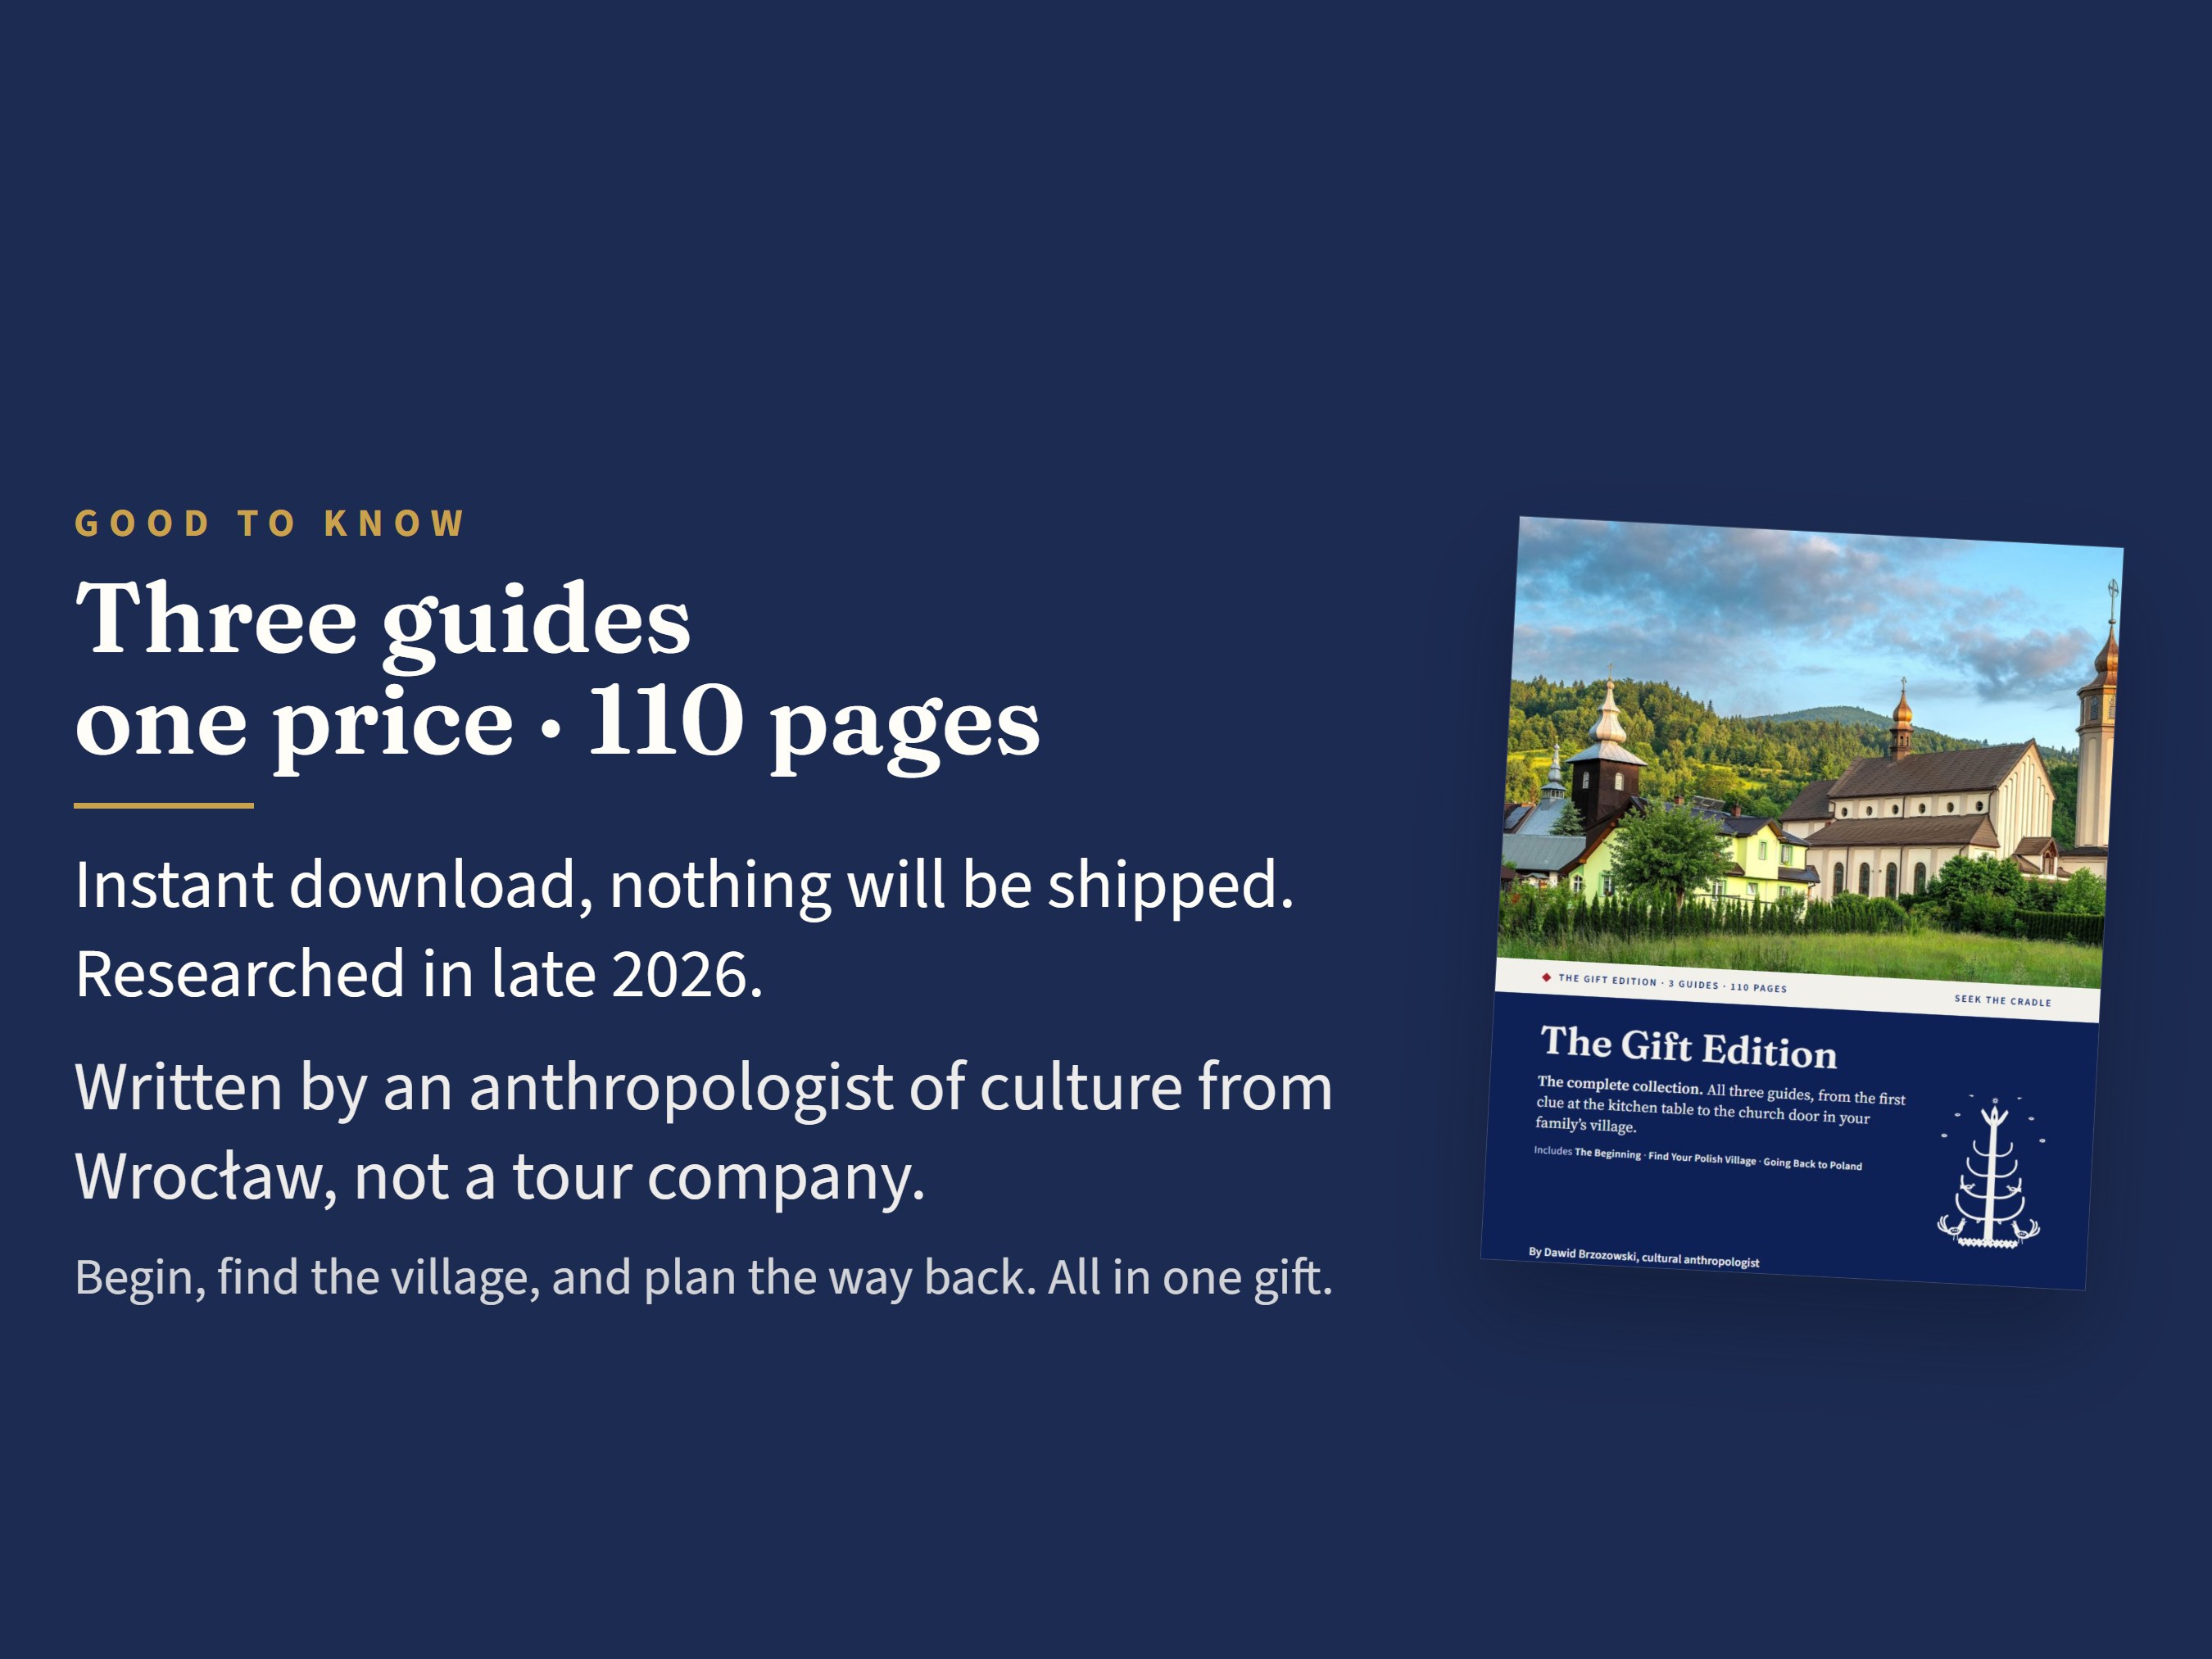 GOOD TO KNOW
Three guides
one price · 110 pages
Instant download, nothing will be shipped.
Researched in late 2026.
Written by an anthropologist of culture from
Wrocław, not a tour company.
Begin, find the village, and plan the way back. All in one gift.
THE GIFT EDITION · 3 GUIDES · 110 PAGES
SEEK THE CRADLE
The Gift Edition
The complete collection. All three guides, from the first
clue at the kitchen table to the church door in your
family's village.
Includes The Beginning · Find Your Polish Village · Going Back to Poland
By Dawid Brzozowski, cultural anthropologist